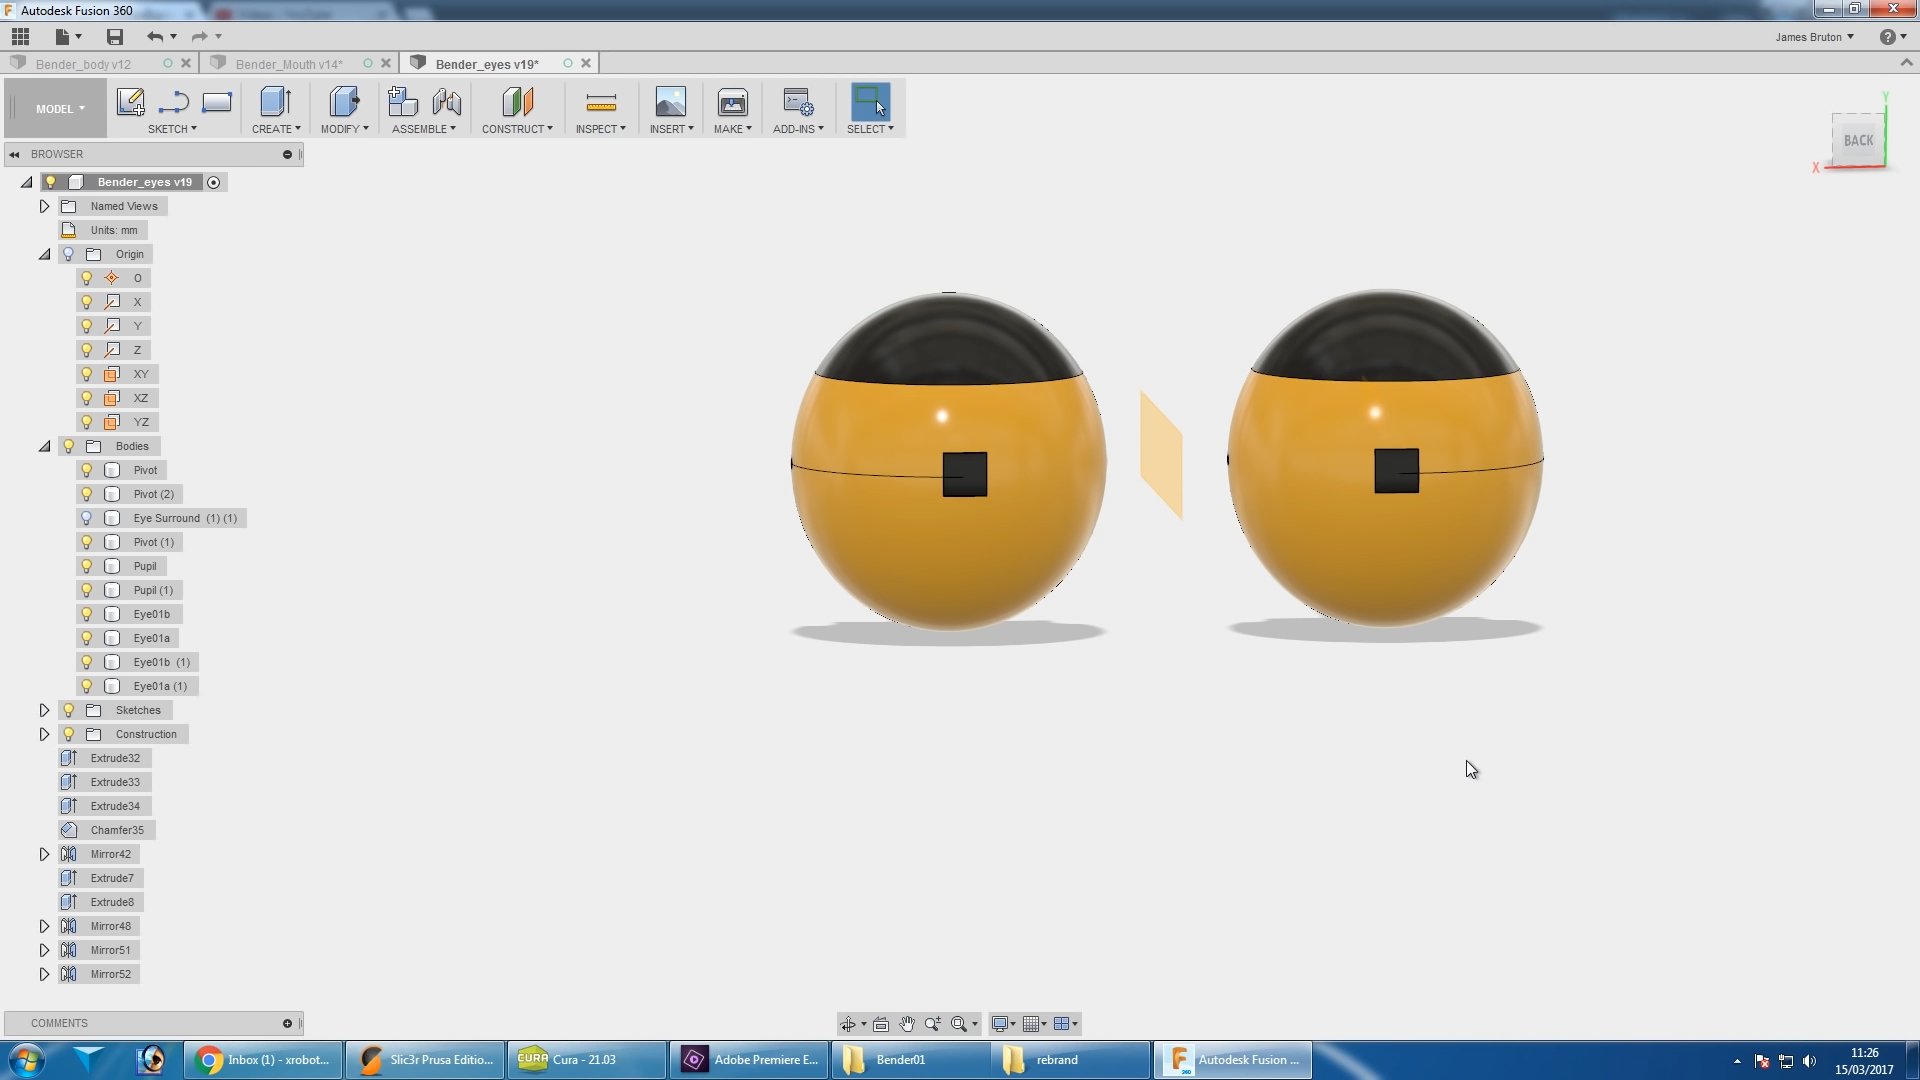 Autodesk Fusion 360
James Bruton
Bender_body v12
Bender_Mouth v14*
Bender_eyes v19*
MODEL
SKETCH
CREATE
MODIFY
ASSEMBLE
CONSTRUCT
INSPECT
INSERT
MAKE
ADD-INS
SELECT
Y
BACK
X
BROWSER
Bender_eyes v19
Named Views
Units: mm
Origin
O
X
Y
Z
XY
XZ
YZ
Bodies
Pivot
Pivot (2)
Eye Surround (1) (1)
Pivot (1)
Pupil
Pupil (1)
Eye01b
Eye01a
Eye01b (1)
Eye01a (1)
Sketches
Construction
Extrude32
Extrude33
Extrude34
Chamfer35
Mirror42
Extrude7
Extrude8
Mirror48
Mirror51
Mirror52
COMMENTS
Inbox (1) - xrobot...
Slic3r Prusa Editio...
CURA
Cura - 21.03
Adobe Premiere E...
Bender01
rebrand
Autodesk Fusion ...
11:26
15/03/2017